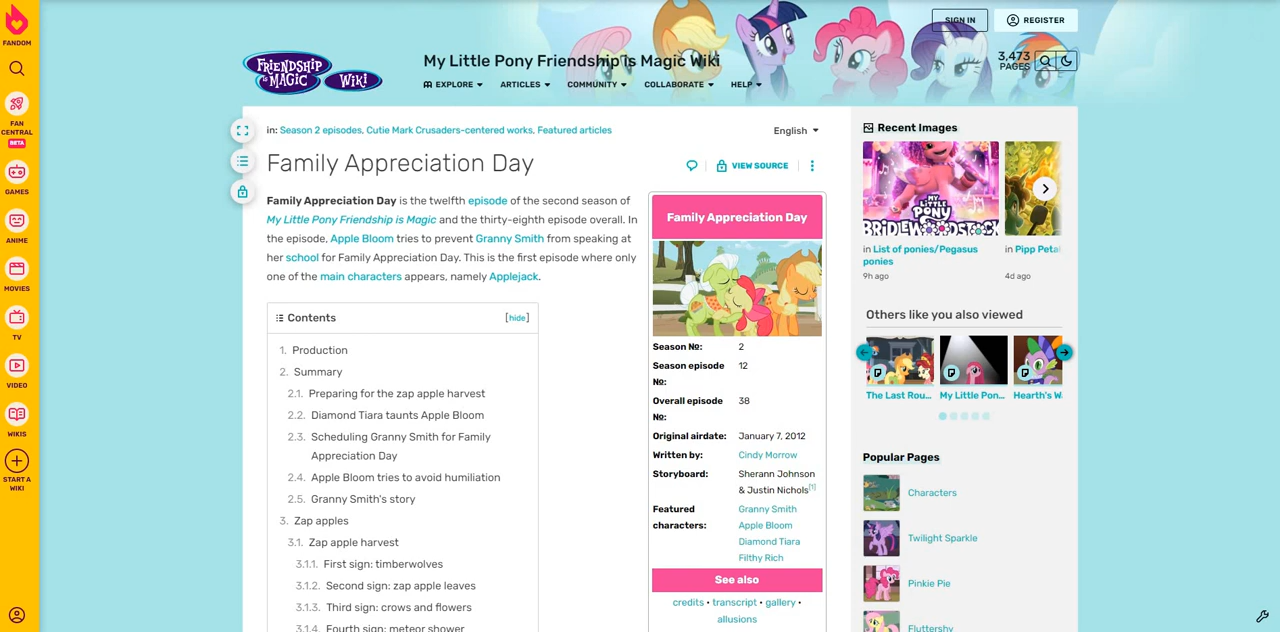 FANDOM
FAN CENTRAL
BETA
GAMES
ANIME
MOVIES
TV
VIDEO
WIKIS
START A WIKI
SIGN IN
REGISTER
FRIENDSHIP IS MAGIC WIKI
My Little Pony Friendship is Magic Wiki
3,473
PAGES
EXPLORE
ARTICLES
COMMUNITY
COLLABORATE
HELP
in: Season 2 episodes, Cutie Mark Crusaders-centered works, Featured articles
English
Family Appreciation Day
VIEW SOURCE
Family Appreciation Day is the twelfth episode of the second season of
My Little Pony Friendship is Magic and the thirty-eighth episode overall. In
the episode, Apple Bloom tries to prevent Granny Smith from speaking at
her school for Family Appreciation Day. This is the first episode where only
one of the main characters appears, namely Applejack.
Contents
[hide]
1. Production
2. Summary
2.1. Preparing for the zap apple harvest
2.2. Diamond Tiara taunts Apple Bloom
2.3. Scheduling Granny Smith for Family
Appreciation Day
2.4. Apple Bloom tries to avoid humiliation
2.5. Granny Smith's story
3. Zap apples
3.1. Zap apple harvest
3.1.1. First sign: timberwolves
3.1.2. Second sign: zap apple leaves
3.1.3. Third sign: crows and flowers
3.1.4. Fourth sign: meteor shower
Family Appreciation Day
Season №: 2
Season episode №: 12
Overall episode №: 38
Original airdate: January 7, 2012
Written by: Cindy Morrow
Storyboard: Sherann Johnson
& Justin Nichols[1]
Featured characters: Granny Smith
Apple Bloom
Diamond Tiara
Filthy Rich
See also
credits • transcript • gallery •
allusions
Recent Images
MY LITTLE PONY
BRIDLEWOODSTOCK
in List of ponies/Pegasus
ponies
9h ago
in Pipp Peta
4d ago
Others like you also viewed
The Last Rou...
My Little Pon...
Hearth's W
Popular Pages
Characters
Twilight Sparkle
Pinkie Pie
Fluttershy